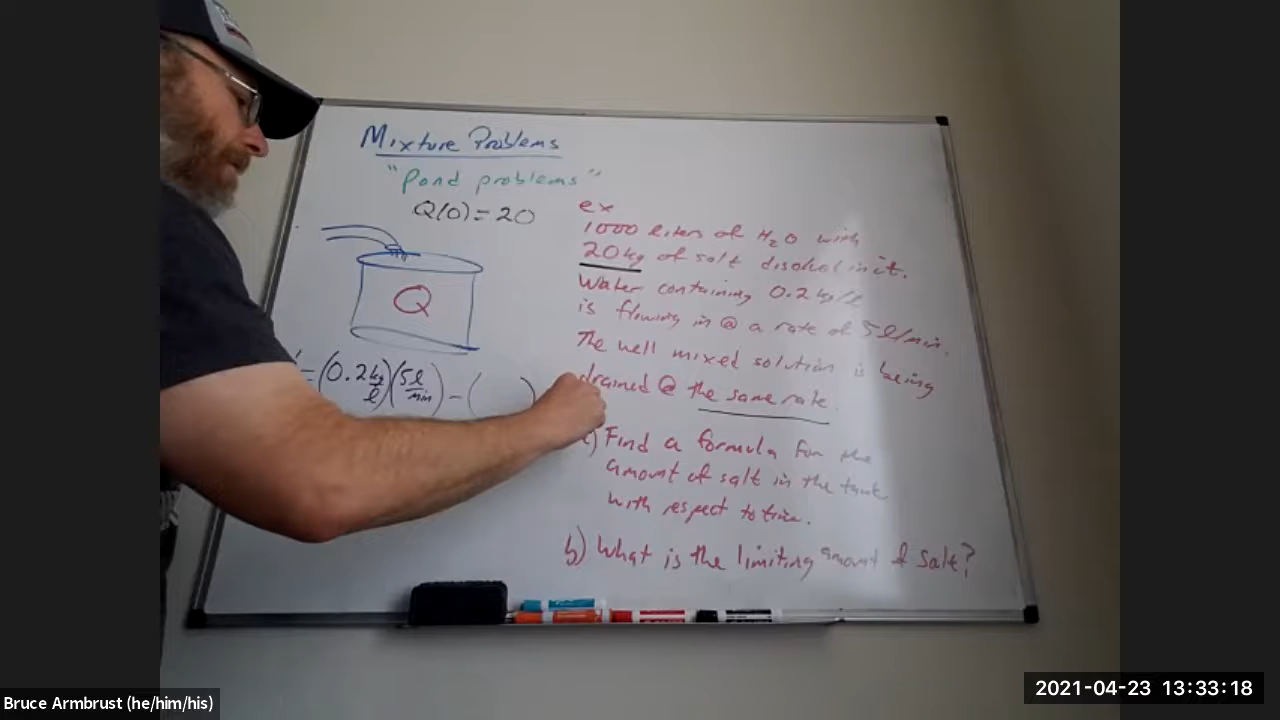 Mixture Problems
"Pond problems"
Q(0)=20
Q
' = (0.2 kg/l)(5l/min) - ( )
ex
1000 liters of H₂O with
20kg of salt disolved in it.
Water containing 0.2 kg/l
is flowing in @ a rate of 5l/min.
The well mixed solution is being
drained @ the same rate.
a) Find a formula for the
amount of salt in the tank
with respect to time.
b) What is the limiting amount of salt?
Bruce Armbrust (he/him/his)
2021-04-23 13:33:18